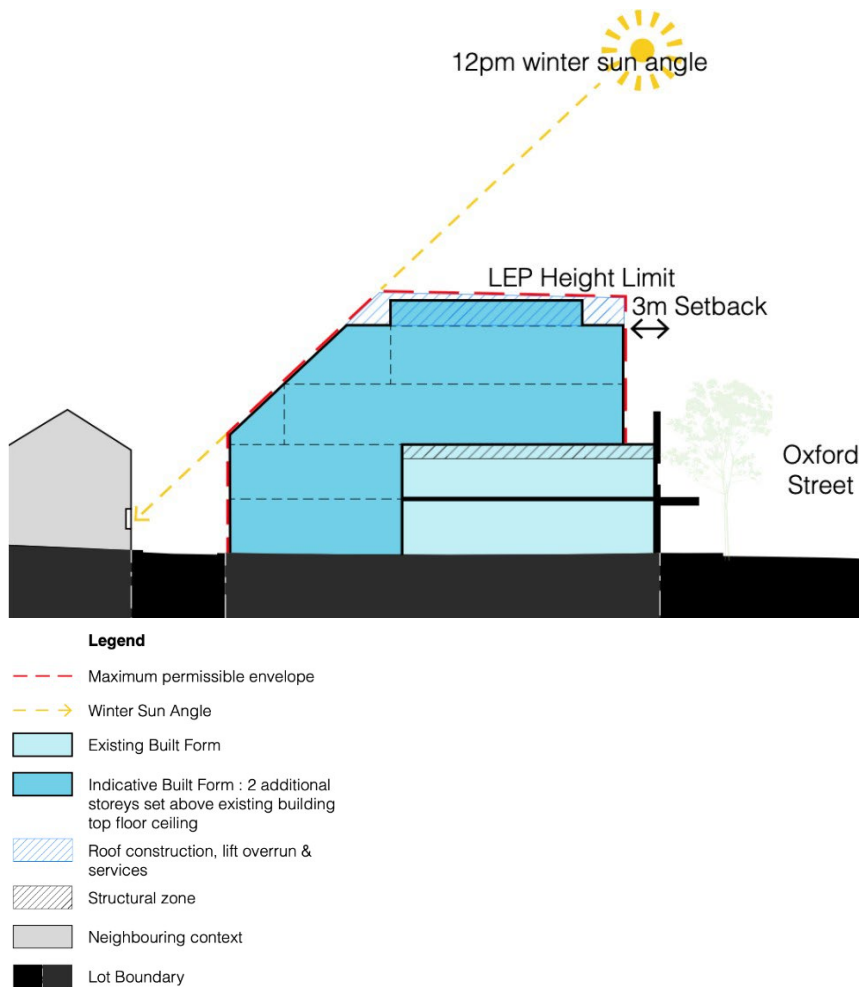 12pm winter sun angle
LEP Height Limit
3m Setback
Oxford
Street
Legend
Maximum permissible envelope
Winter Sun Angle
Existing Built Form
Indicative Built Form : 2 additional
storeys set above existing building
top floor ceiling
Roof construction, lift overrun &
services
Structural zone
Neighbouring context
Lot Boundary